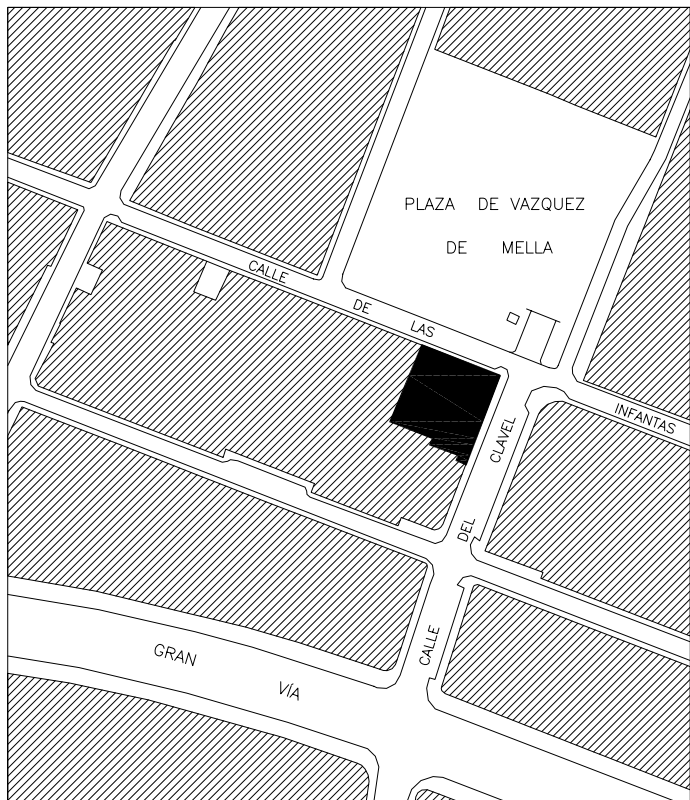 PLAZA DE VAZQUEZ
DE MELLA
CALLE DE LAS INFANTAS
CALLE DEL CLAVEL
GRAN VÍA